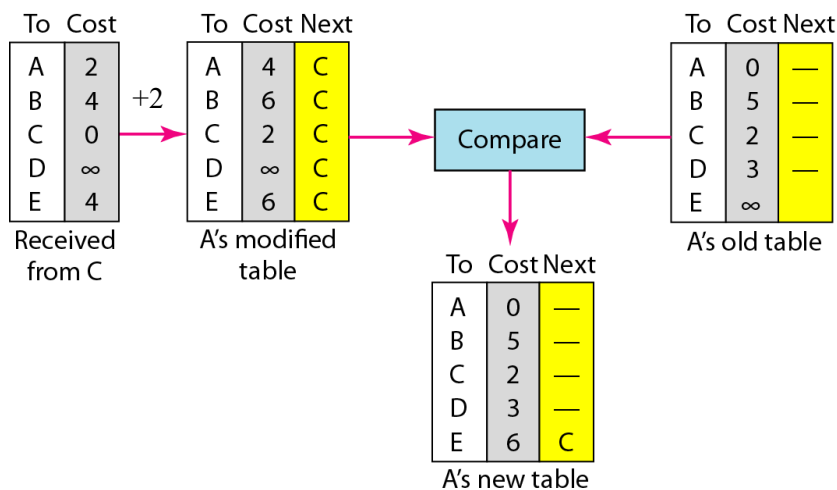 To Cost
A 2
B 4
C 0
D ∞
E 4
Received
from C
+2
To Cost Next
A 4 C
B 6 C
C 2 C
D ∞ C
E 6 C
A's modified
table
Compare
To Cost Next
A 0 —
B 5 —
C 2 —
D 3 —
E ∞
A's old table
To Cost Next
A 0 —
B 5 —
C 2 —
D 3 —
E 6 C
A's new table